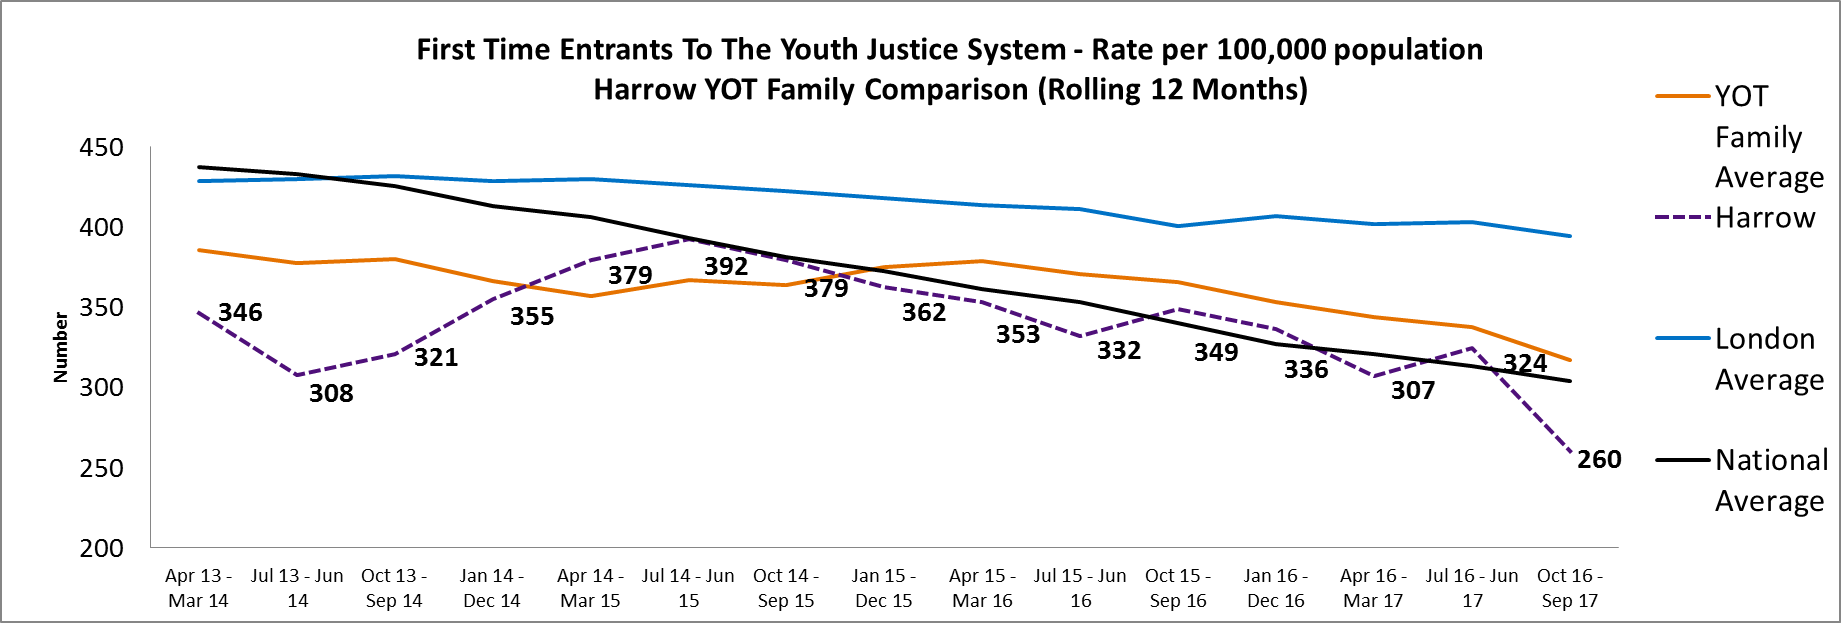 First Time Entrants To The Youth Justice System - Rate per 100,000 population
Harrow YOT Family Comparison (Rolling 12 Months)
YOT
Family
Average
Harrow
London
Average
National
Average
Number
450
400
350
300
250
200
346
308
321
355
379
392
379
362
353
332
349
336
307
324
260
Apr 13 -
Mar 14
Jul 13 - Jun
14
Oct 13 -
Sep 14
Jan 14 -
Dec 14
Apr 14 -
Mar 15
Jul 14 - Jun
15
Oct 14 -
Sep 15
Jan 15 -
Dec 15
Apr 15 -
Mar 16
Jul 15 - Jun
16
Oct 15 -
Sep 16
Jan 16 -
Dec 16
Apr 16 -
Mar 17
Jul 16 - Jun
17
Oct 16 -
Sep 17